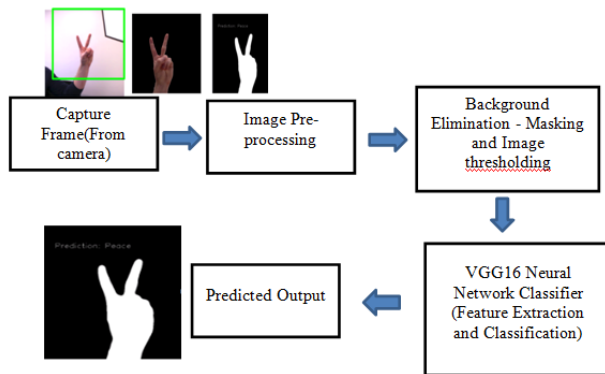 Capture
Frame(From
camera)
Image Pre-
processing
Background
Elimination - Masking
and Image
thresholding
VGG16 Neural
Network Classifier
(Feature Extraction
and Classification)
Predicted Output
Prediction: Peace